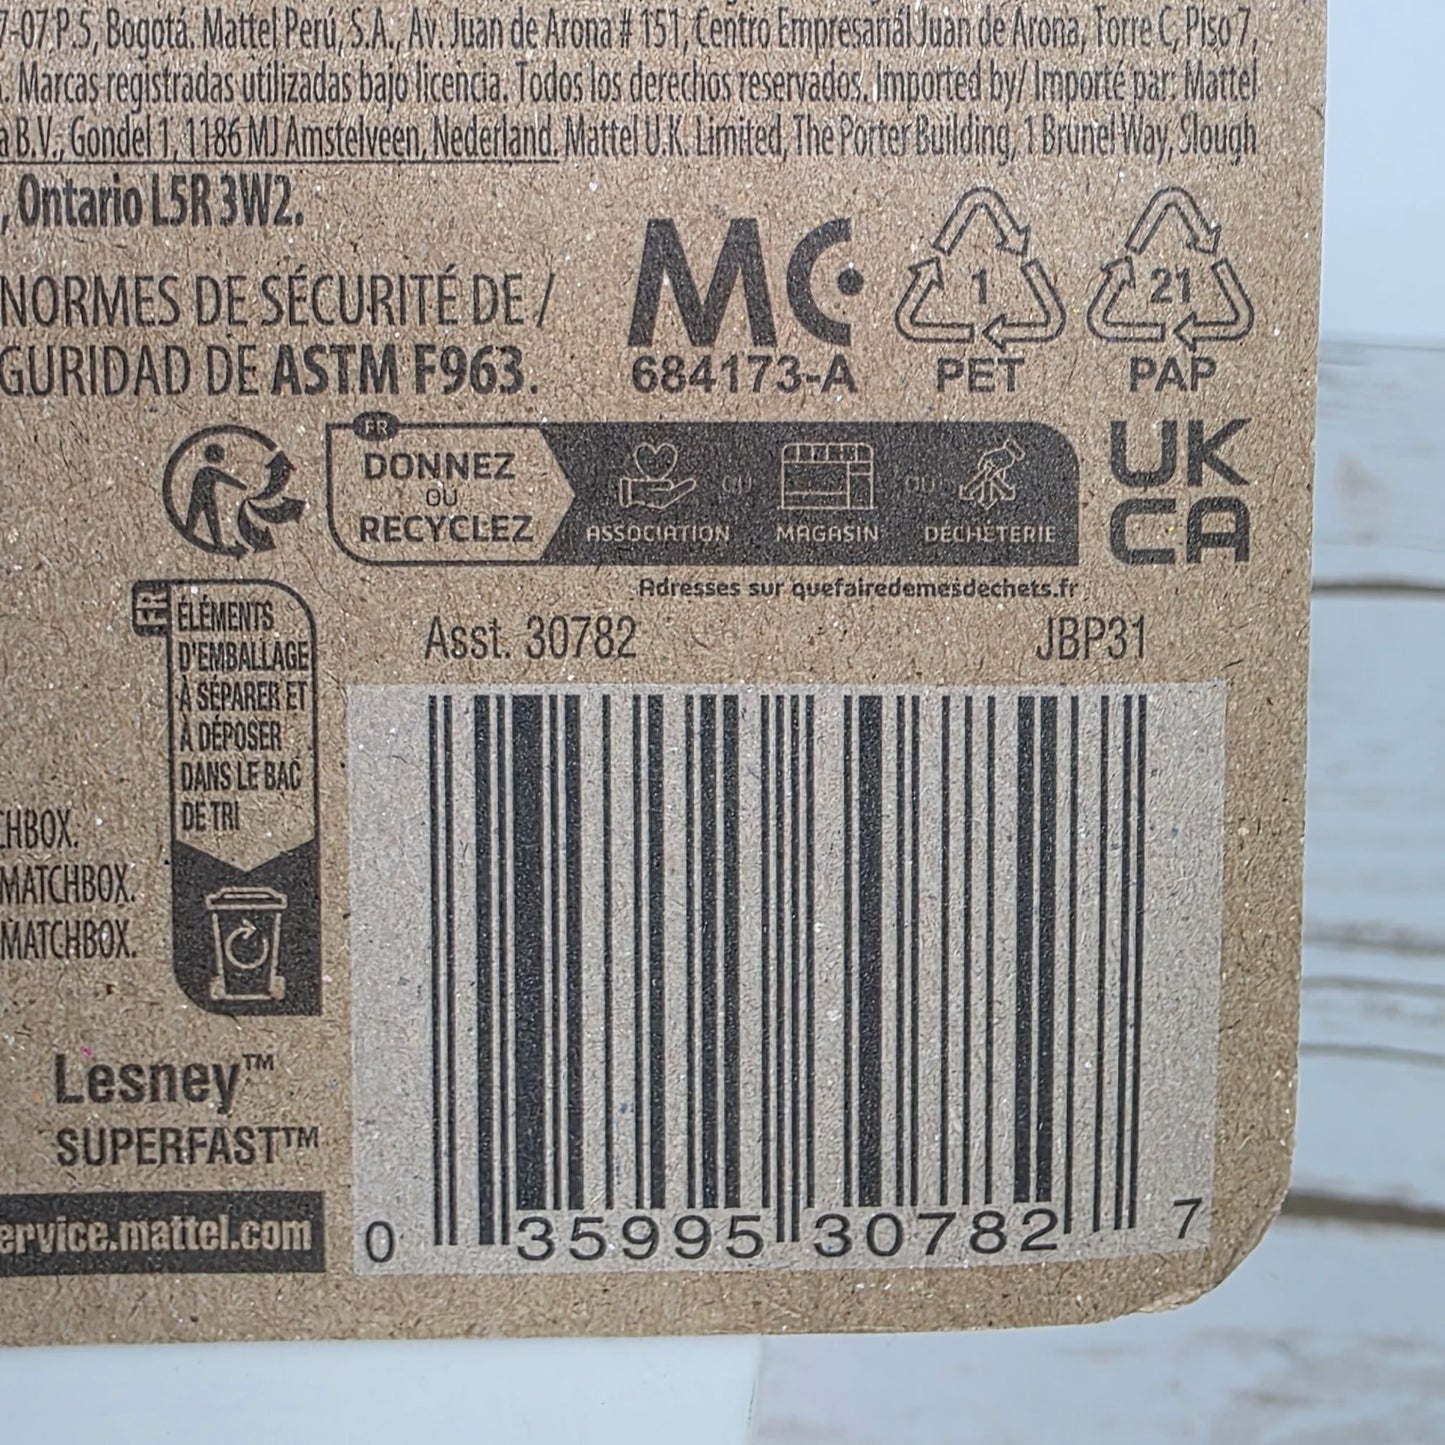 7-07 P.5, Bogotá. Mattel Perú, S.A., Av. Juan de Arona # 151, Centro Empresarial Juan de Arona, Torre C, Piso 7,
. Marcas registradas utilizadas bajo licencia. Todos los derechos reservados. Imported by/ Importé par: Mattel
a B.V., Gondel 1, 1186 MJ Amstelveen, Nederland. Mattel U.K. Limited, The Porter Building, 1 Brunel Way, Slough
, Ontario L5R 3W2.
NORMES DE SÉCURITÉ DE /
GURIDAD DE ASTM F963.
MC
684173-A
1
PET
21
PAP
FR
DONNEZ
OU
RECYCLEZ
ASSOCIATION
OU
MAGASIN
OU
DÉCHÈTERIE
Adresses sur quefairedemesdechets.fr
UK
CA
FR
ÉLÉMENTS
D'EMBALLAGE
À SÉPARER ET
À DÉPOSER
DANS LE BAC
DE TRI
Asst. 30782
JBP31
CHBOX.
MATCHBOX.
MATCHBOX.
Lesney™
SUPERFAST™
ervice.mattel.com
0 35995 30782 7